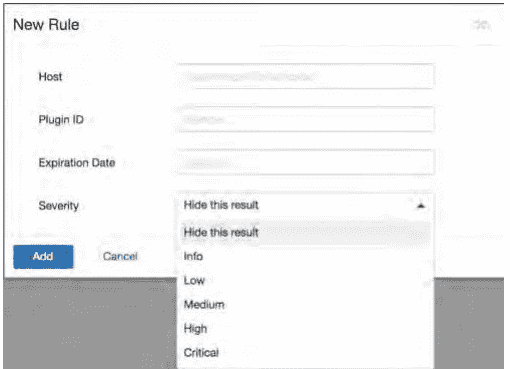 New Rule
Host
Plugin ID
Expiration Date
Severity
Hide this result
Hide this result
Info
Low
Medium
High
Critical
Add
Cancel